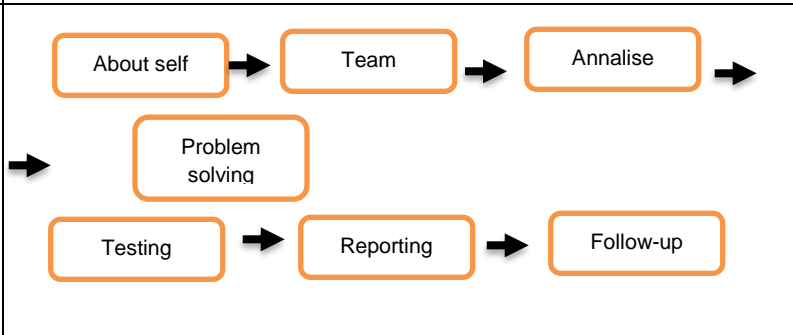 About self
Team
Annalise
Problem
solving
Testing
Reporting
Follow-up